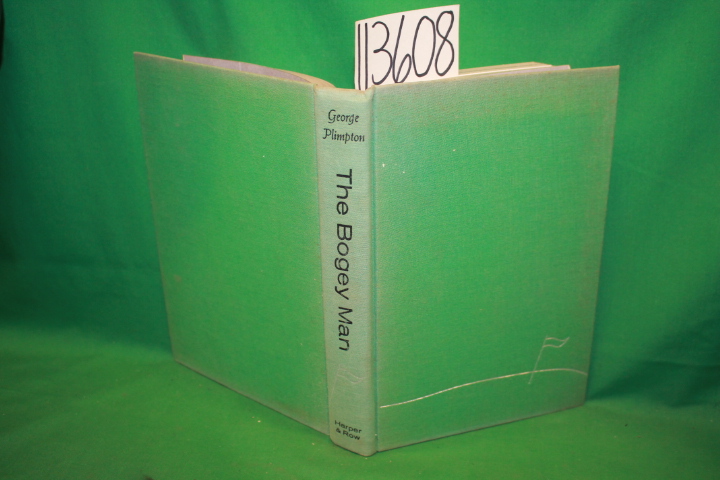 113608
George
Plimpton
The Bogey Man
Harper
& Row